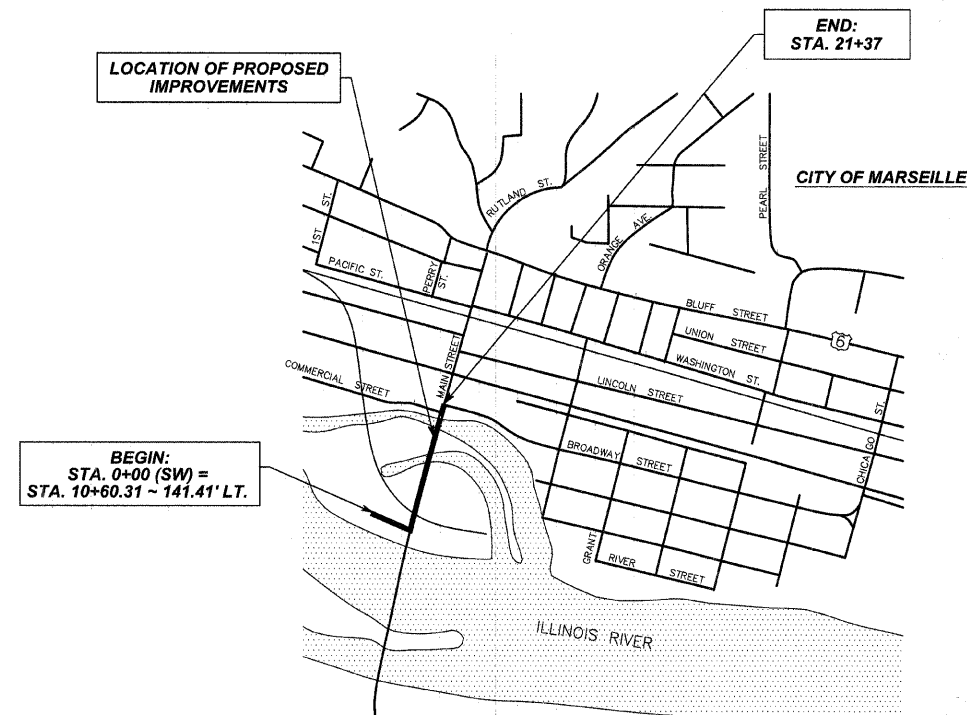 END:
STA. 21+37
LOCATION OF PROPOSED
IMPROVEMENTS
CITY OF MARSEILLE
PEARL STREET
RUTLAND ST.
ORANGE AVE.
1ST ST.
PACIFIC ST.
PERRY ST.
BLUFF STREET
6
UNION STREET
WASHINGTON ST.
MAIN STREET
COMMERCIAL STREET
LINCOLN STREET
CHICAGO ST.
BROADWAY STREET
BEGIN:
STA. 0+00 (SW) =
STA. 10+60.31 ~ 141.41' LT.
GRANT
RIVER STREET
ILLINOIS RIVER